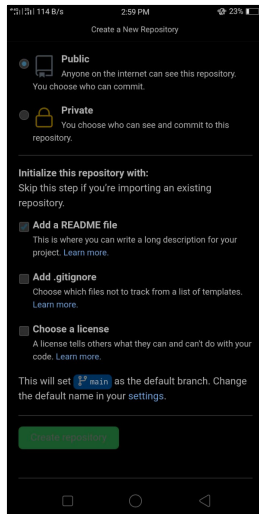 114 B/s 2:59 PM 23%
Create a New Repository
Public
Anyone on the internet can see this repository.
You choose who can commit.
Private
You choose who can see and commit to this
repository.
Initialize this repository with:
Skip this step if you're importing an existing
repository.
Add a README file
This is where you can write a long description for your
project. Learn more.
Add .gitignore
Choose which files not to track from a list of templates.
Learn more.
Choose a license
A license tells others what they can and can't do with your
code. Learn more.
This will set main as the default branch. Change
the default name in your settings.
Create repository